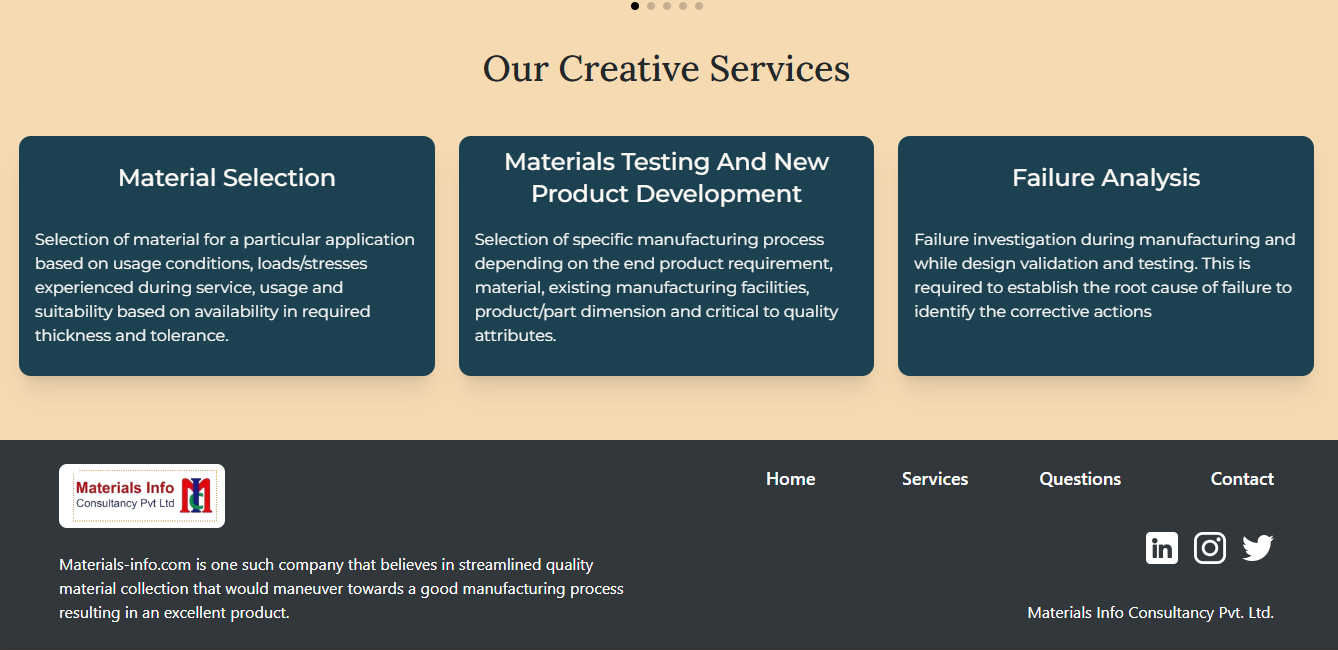 Our Creative Services
Material Selection
Selection of material for a particular application
based on usage conditions, loads/stresses
experienced during service, usage and
suitability based on availability in required
thickness and tolerance.
Materials Testing And New
Product Development
Selection of specific manufacturing process
depending on the end product requirement,
material, existing manufacturing facilities,
product/part dimension and critical to quality
attributes.
Failure Analysis
Failure investigation during manufacturing and
while design validation and testing. This is
required to establish the root cause of failure to
identify the corrective actions
Materials Info
Consultancy Pvt Ltd
Materials-info.com is one such company that believes in streamlined quality
material collection that would maneuver towards a good manufacturing process
resulting in an excellent product.
Home Services Questions Contact
in
Materials Info Consultancy Pvt. Ltd.